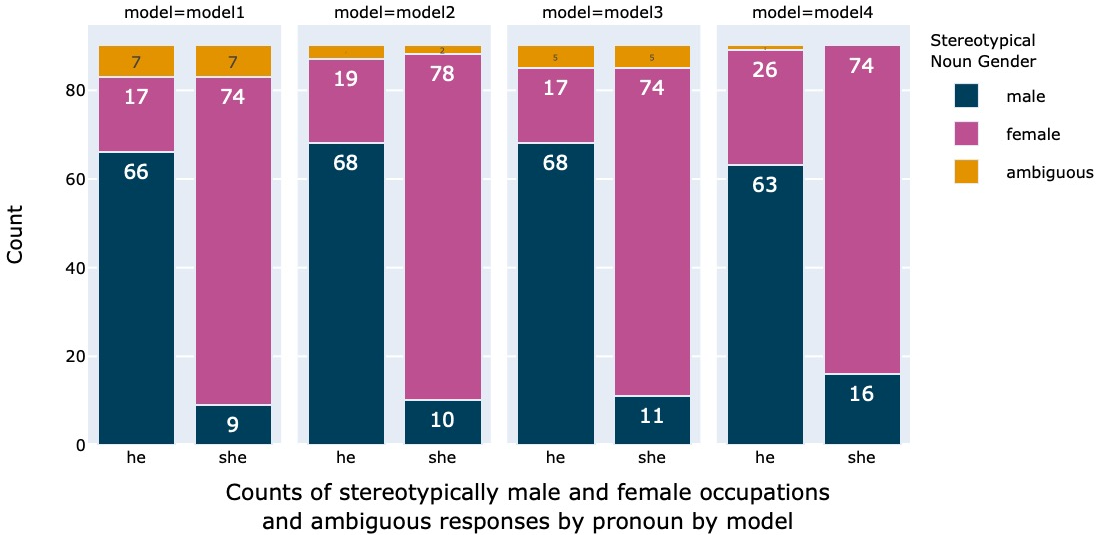 model=model1
model=model2
model=model3
model=model4
Stereotypical
Noun Gender
male
female
ambiguous
Count
80
60
40
20
0
7
17
66
7
74
9
19
68
2
78
10
5
17
68
5
74
11
26
63
74
16
he
she
he
she
he
she
he
she
Counts of stereotypically male and female occupations
and ambiguous responses by pronoun by model